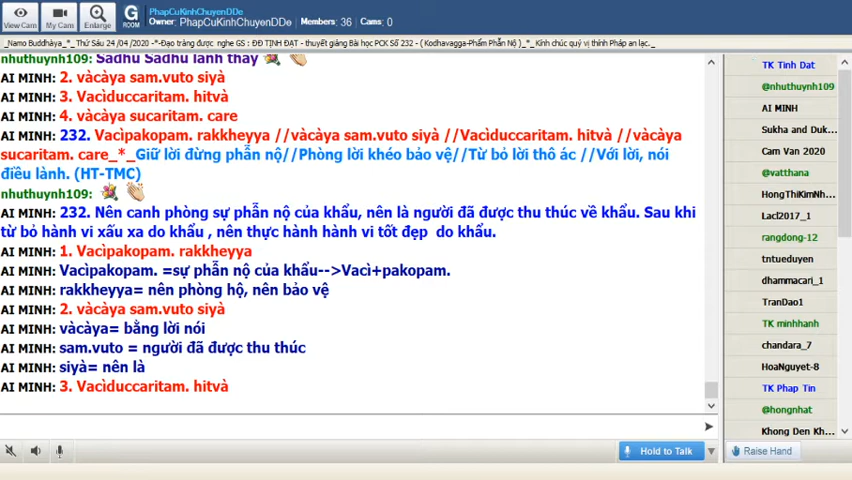 PhapCuKinhChuyenDDe
Owner: PhapCuKinhChuyenDDe Members: 36 Cams: 0
View Cam
My Cam
Enlarge
G
ROOM
_Namo Buddhàya_*_ Thứ Sáu 24 /04 /2020 -*-Đạo tràng được nghe GS : ĐĐ TỊNH ĐẠT - thuyết giảng Bài học PCK Số 232 - ( Kodhavagga-Phẩm Phẫn Nộ )_*_ Kính chúc quý vị thính Pháp an lạc._
nhuthuynh109: Sadhu Sadhu lành thay
AI MINH: 2. vàcàya sam.vuto siyà
AI MINH: 3. Vacìduccaritam. hitvà
AI MINH: 4. vàcàya sucaritam. care
AI MINH: 232. Vacìpakopam. rakkheyya //vàcàya sam.vuto siyà //Vacìduccaritam. hitvà //vàcàya
sucaritam. care_*_Giữ lời đừng phẫn nộ//Phòng lời khéo bảo vệ//Từ bỏ lời thô ác //Với lời, nói
điều lành. (HT-TMC)
nhuthuynh109:
AI MINH: 232. Nên canh phòng sự phẫn nộ của khẩu, nên là người đã được thu thúc về khẩu. Sau khi
từ bỏ hành vi xấu xa do khẩu , nên thực hành hành vi tốt đẹp do khẩu.
AI MINH: 1. Vacìpakopam. rakkheyya
AI MINH: Vacìpakopam. =sự phẫn nộ của khẩu-->Vacì+pakopam.
AI MINH: rakkheyya= nên phòng hộ, nên bảo vệ
AI MINH: 2. vàcàya sam.vuto siyà
AI MINH: vàcàya= bằng lời nói
AI MINH: sam.vuto = người đã được thu thúc
AI MINH: siyà= nên là
AI MINH: 3. Vacìduccaritam. hitvà
TK Tinh Dat
@nhuthuynh109
AI MINH
Sukha and Duk...
Cam Van 2020
@vatthana
HongThiKimNh...
Lacl2017_1
rangdong-12
tntueduyen
dhammacari_1
TranDao1
TK minhhanh
chandara_7
HoaNguyet-8
TK Phap Tin
@hongnhat
Khong Den Kh...
Hold to Talk
Raise Hand